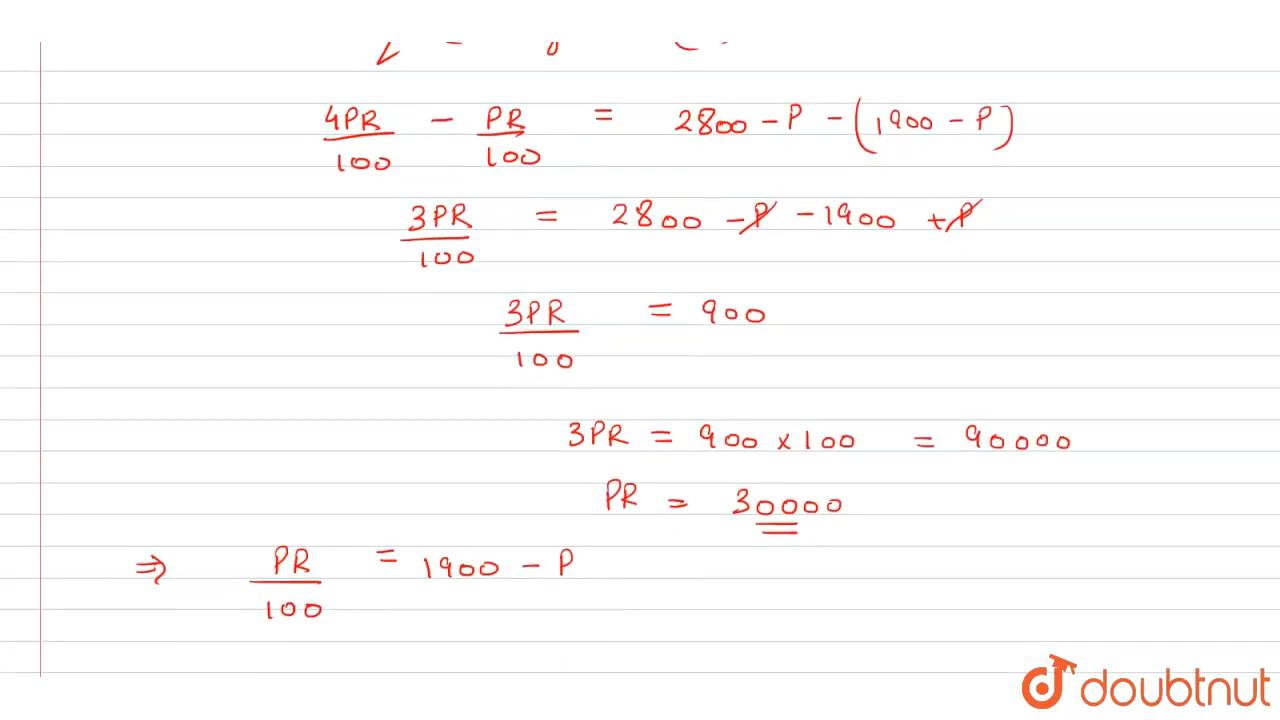 4PR/100 - PR/100 = 2800 - P - (1900 - P)
3PR/100 = 2800 - P - 1900 + P
3PR/100 = 900
3PR = 900 x 100 = 90000
PR = 30000
⇒ PR/100 = 1900 - P
doubtnut